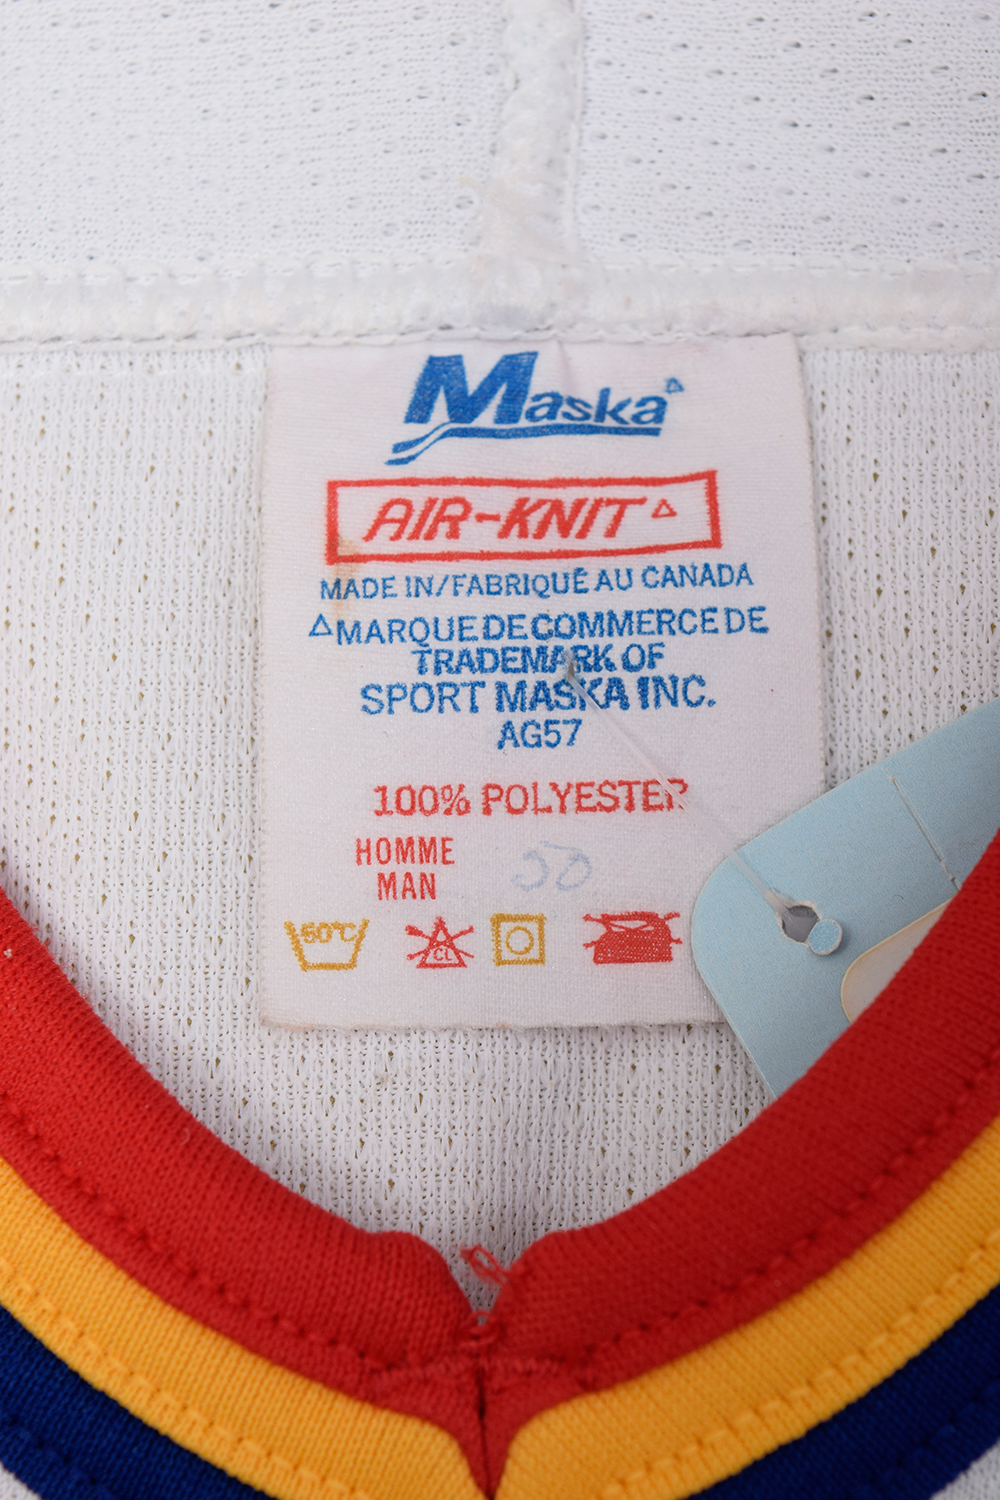 Maska
AIR-KNIT
MADE IN/FABRIQUÉ AU CANADA
MARQUE DE COMMERCE DE
TRADEMARK OF
SPORT MASKA INC.
AG57
100% POLYESTER
HOMME
MAN
50
50°C
CL